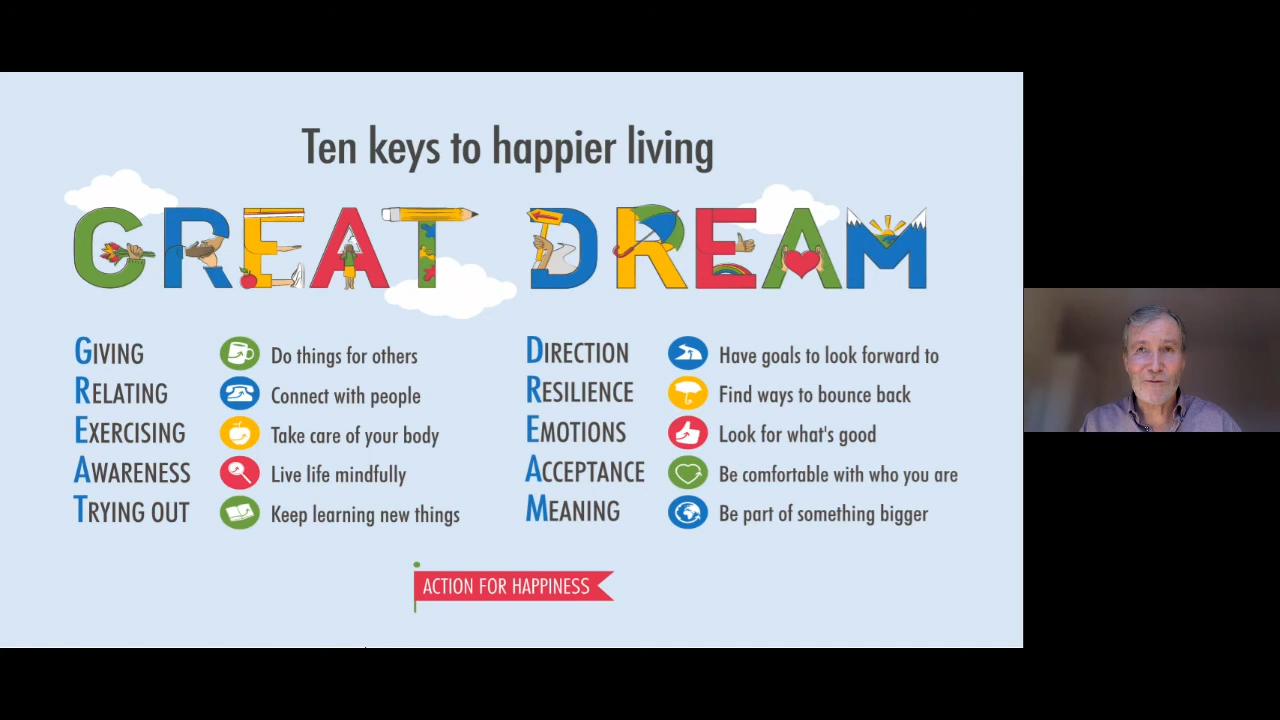 Ten keys to happier living
GREAT DREAM
GIVING Do things for others
RELATING Connect with people
EXERCISING Take care of your body
AWARENESS Live life mindfully
TRYING OUT Keep learning new things
DIRECTION Have goals to look forward to
RESILIENCE Find ways to bounce back
EMOTIONS Look for what's good
ACCEPTANCE Be comfortable with who you are
MEANING Be part of something bigger
ACTION FOR HAPPINESS